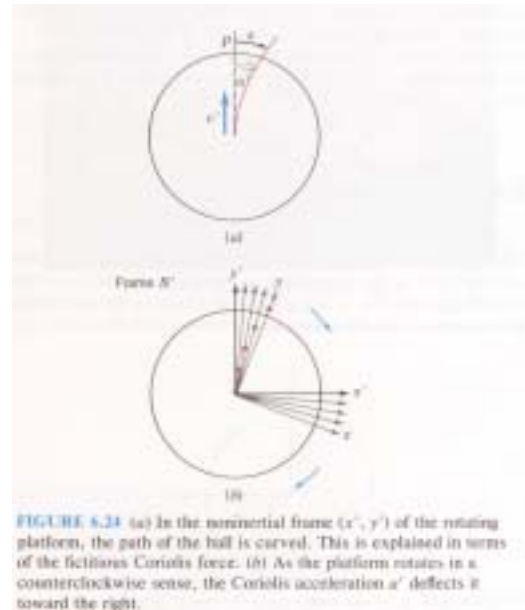 P s
v'
(a)
Frame S'
y' y
x'
x
(b)
FIGURE 6.24 (a) In the noninertial frame (x', y') of the rotating
platform, the path of the ball is curved. This is explained in terms
of the fictitious Coriolis force. (b) As the platform rotates in a
counterclockwise sense, the Coriolis acceleration a' deflects it
toward the right.